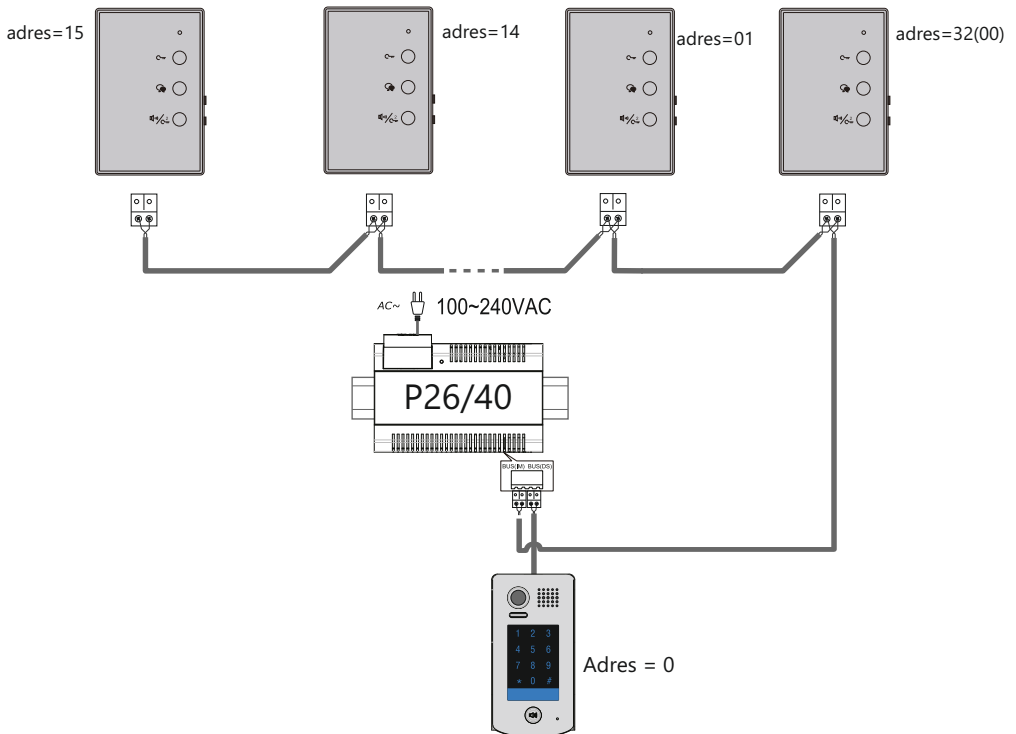 adres=15
adres=14
adres=01
adres=32(00)
AC~ 100~240VAC
P26/40
BUS(IM) BUS(DS)
1 2 3
4 5 6
7 8 9
* 0 #
Adres = 0